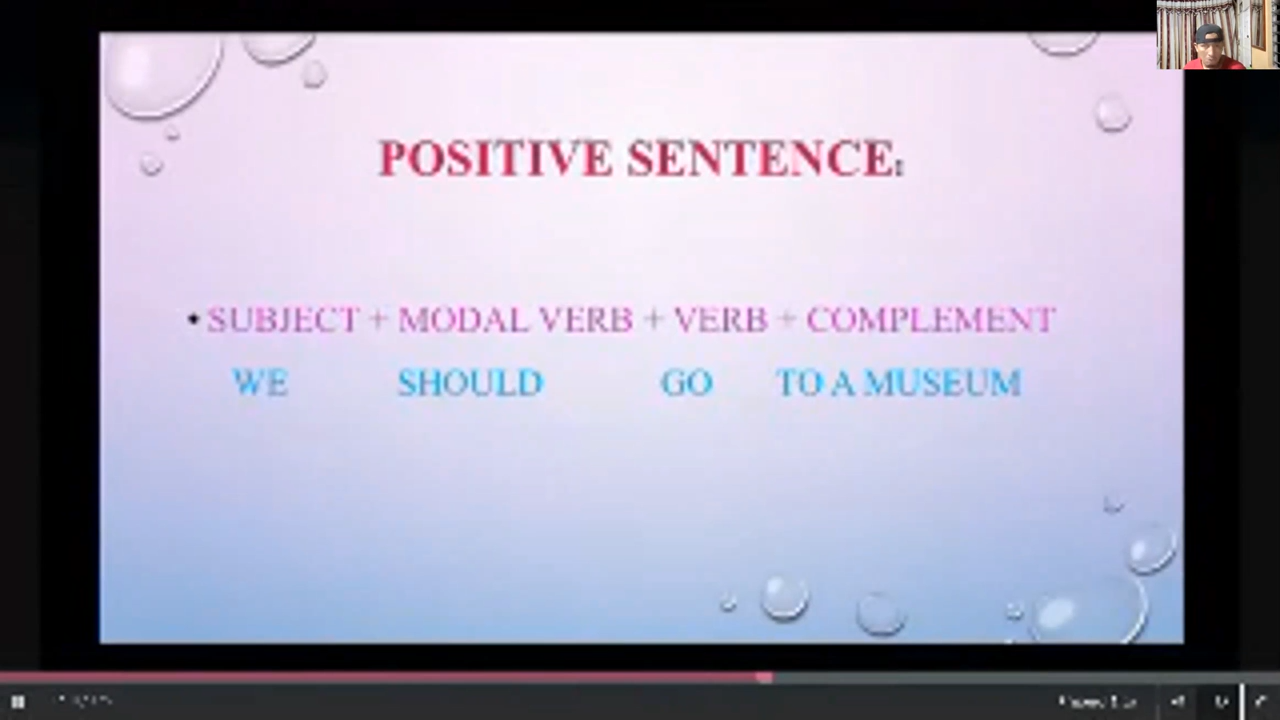 POSITIVE SENTENCE:
• SUBJECT + MODAL VERB + VERB + COMPLEMENT
WE SHOULD GO TO A MUSEUM